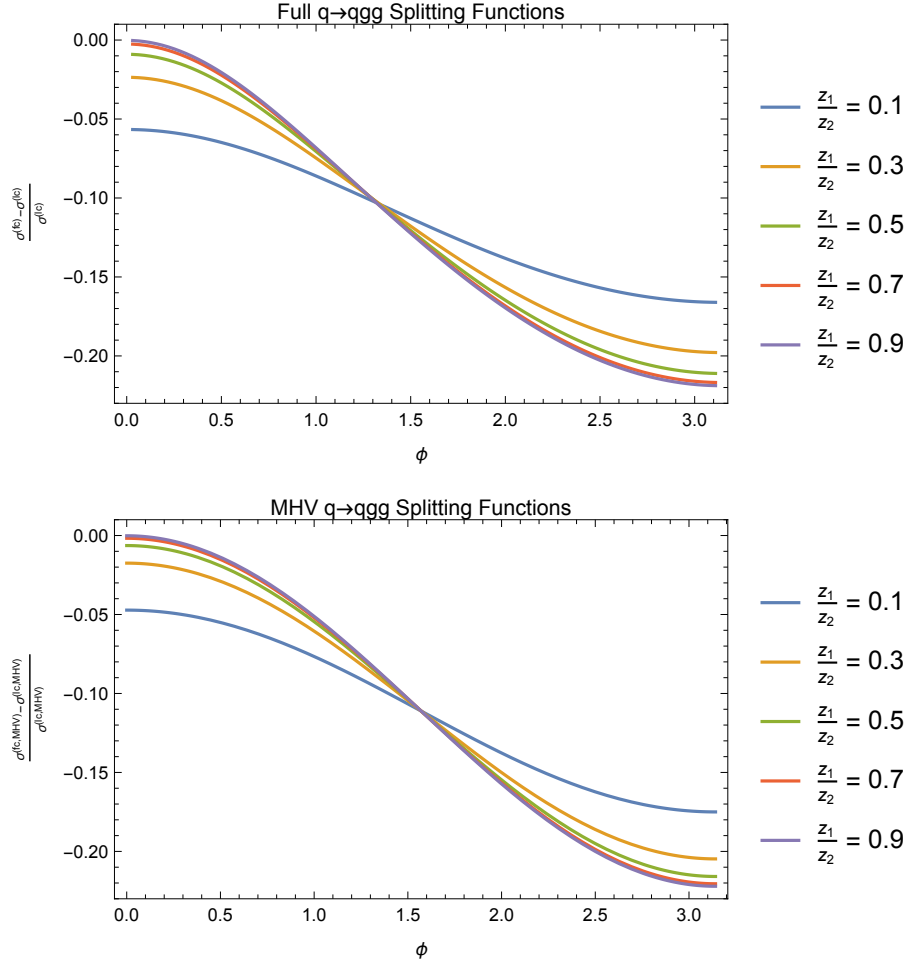 Full q→qgg Splitting Functions
0.00
−0.05
−0.10
−0.15
−0.20
σ(fc)−σ(lc)
σ(lc)
0.0 0.5 1.0 1.5 2.0 2.5 3.0
ϕ
z1/z2 = 0.1
z1/z2 = 0.3
z1/z2 = 0.5
z1/z2 = 0.7
z1/z2 = 0.9
MHV q→qgg Splitting Functions
0.00
−0.05
−0.10
−0.15
−0.20
σ(fc,MHV)−σ(lc,MHV)
σ(lc,MHV)
0.0 0.5 1.0 1.5 2.0 2.5 3.0
ϕ
z1/z2 = 0.1
z1/z2 = 0.3
z1/z2 = 0.5
z1/z2 = 0.7
z1/z2 = 0.9